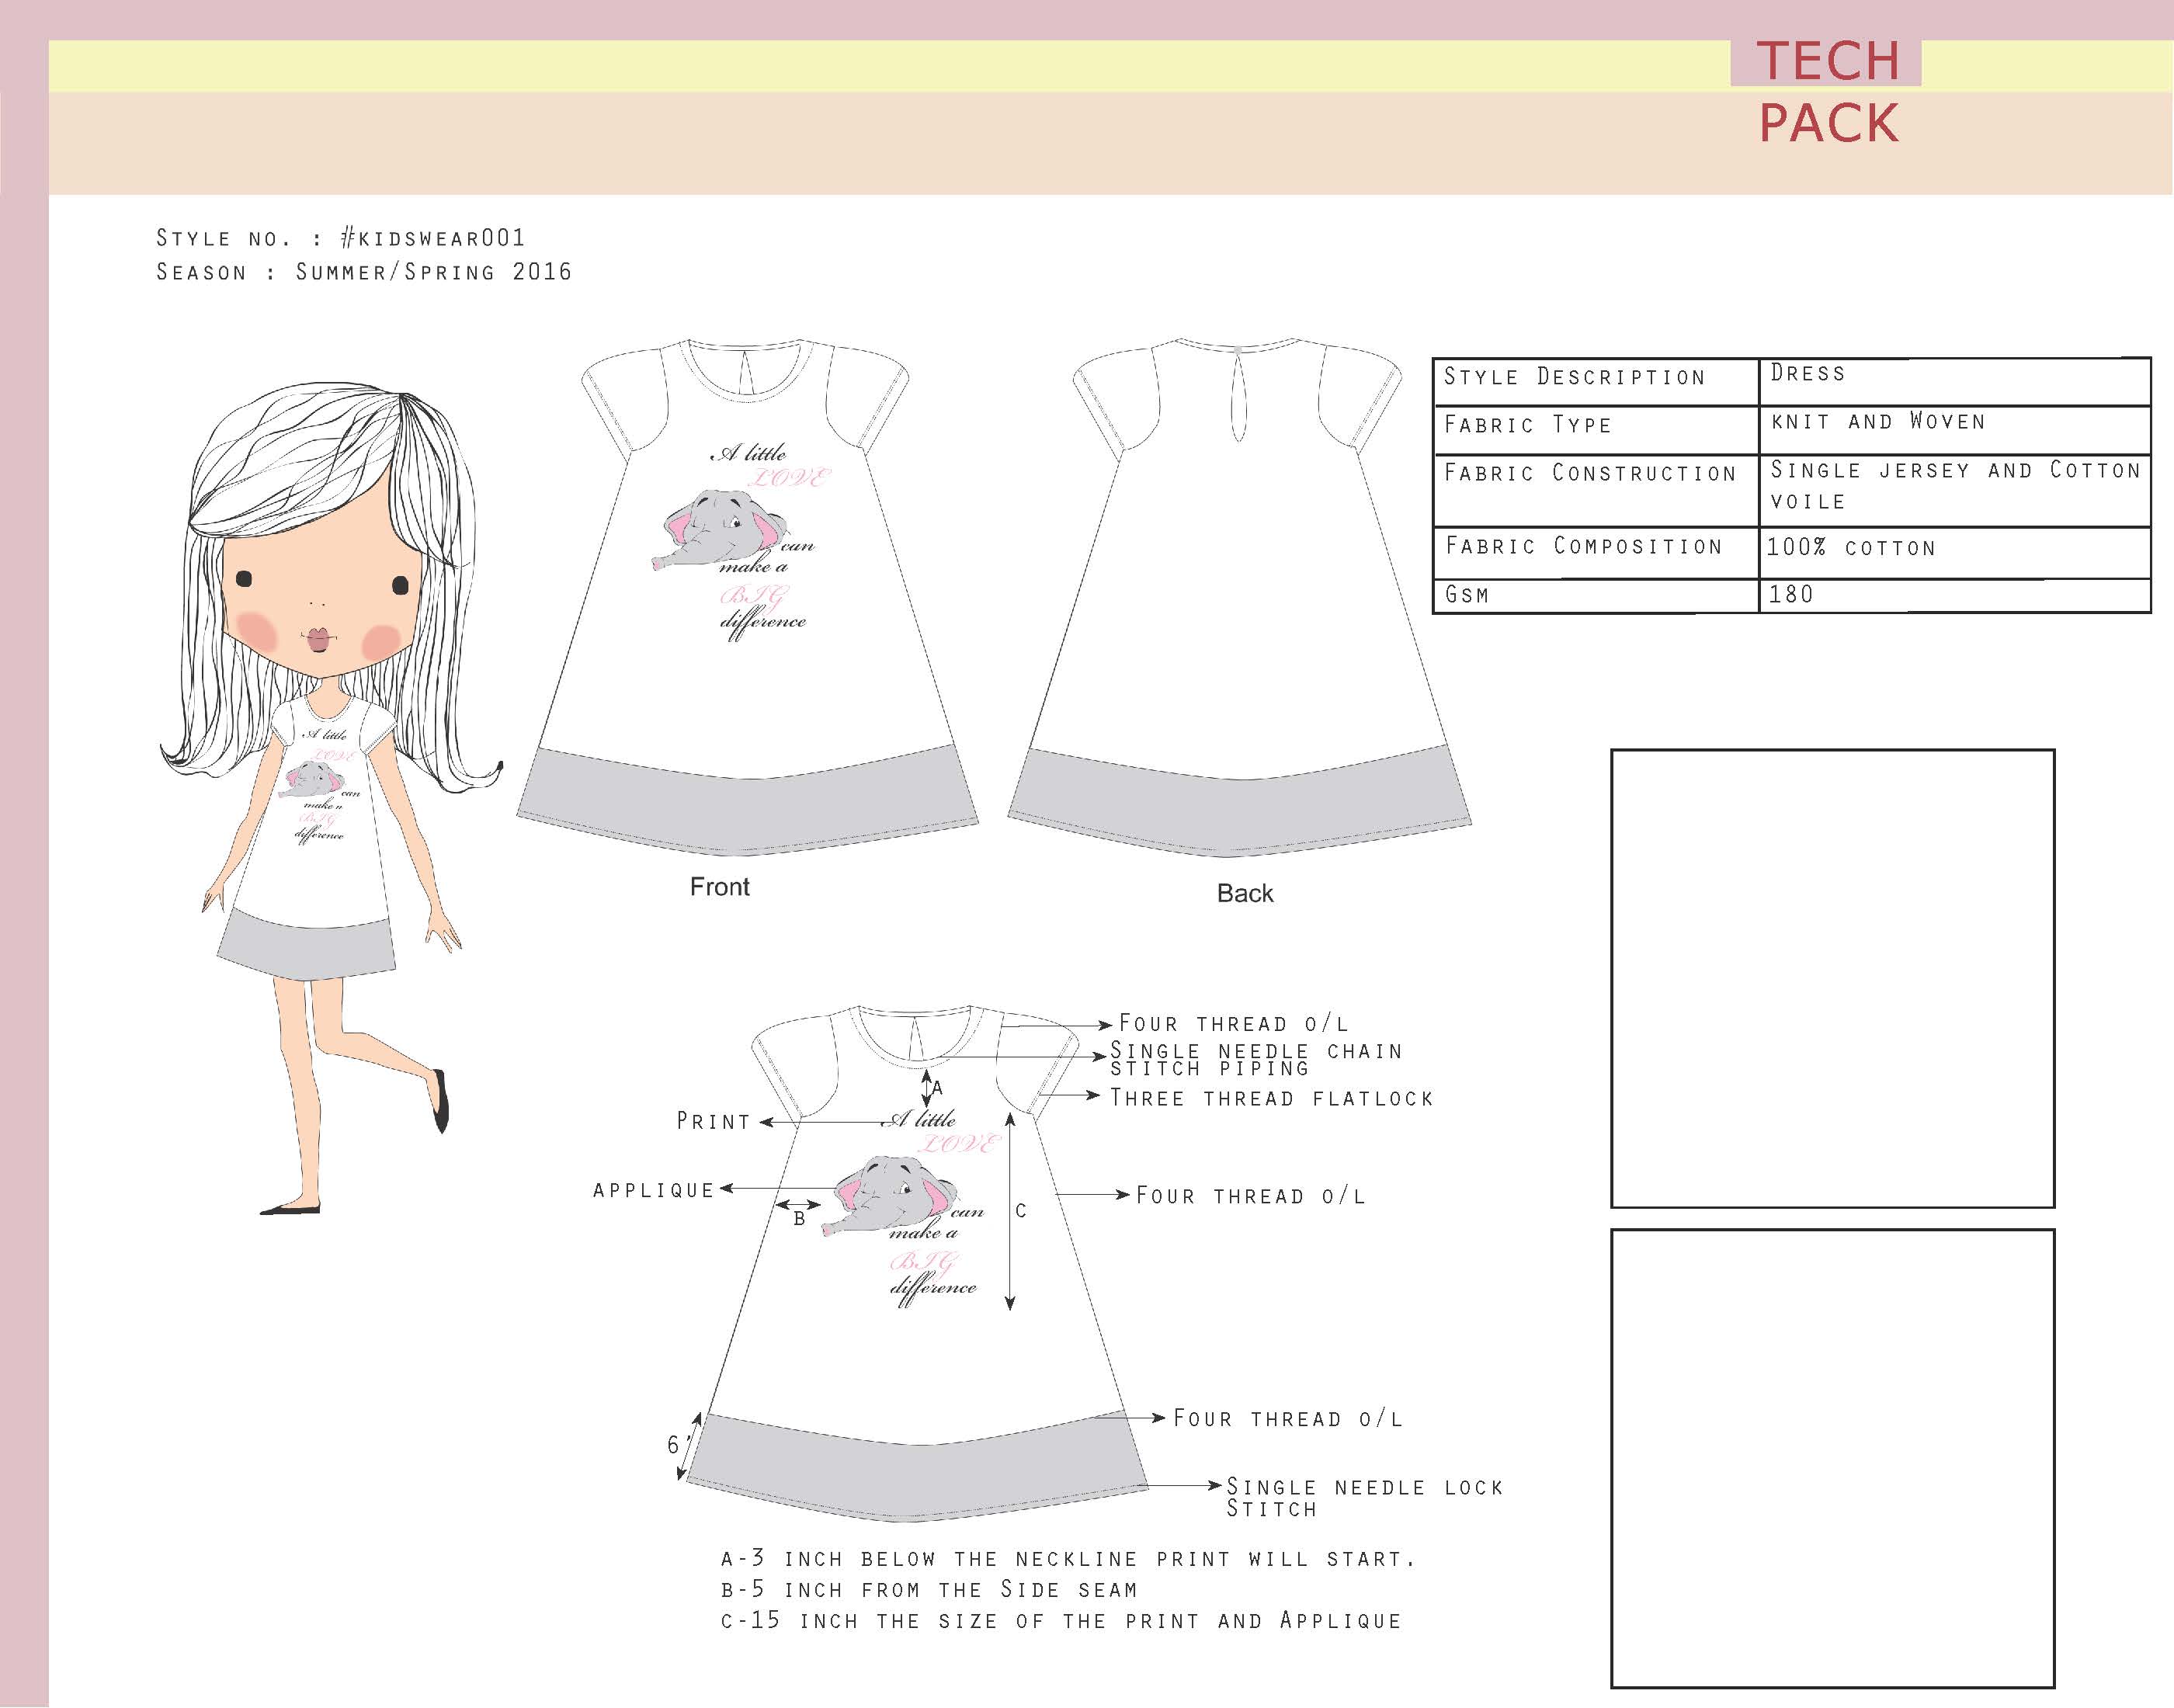 TECH
PACK
Style no. : #kidswear001
Season : Summer/Spring 2016
A little
LOVE
can
make a
BIG
difference
Front
Back
Style Description Dress
Fabric Type knit and Woven
Fabric Construction Single jersey and Cotton
voile
Fabric Composition 100% cotton
Gsm 180
A little
LOVE
can
make a
BIG
difference
Four thread o/l
Single needle chain
stitch piping
Three thread flatlock
A
Print
A little
LOVE
applique
Four thread o/l
B
can
C
make a
BIG
difference
Four thread o/l
6'
Single needle lock
Stitch
a-3 inch below the neckline print will start.
b-5 inch from the Side seam
c-15 inch the size of the print and Applique